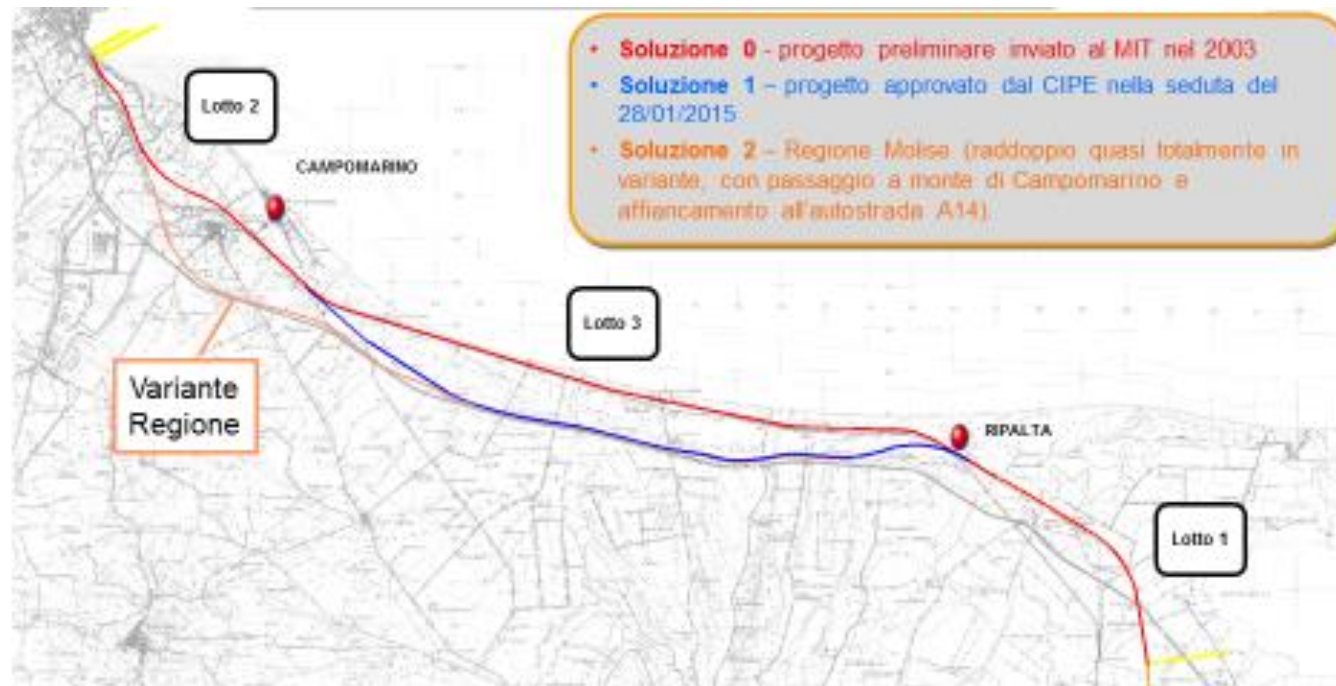 • Soluzione 0 - progetto preliminare inviato al MIT nel 2003
• Soluzione 1 – progetto approvato dal CIPE nella seduta del
28/01/2015
• Soluzione 2 – Regione Molise (raddoppio quasi totalmente in
variante, con passaggio a monte di Campomarino e
affiancamento all'autostrada A14)
Lotto 2
CAMPOMARINO
Lotto 3
Variante
Regione
RIPALTA
Lotto 1